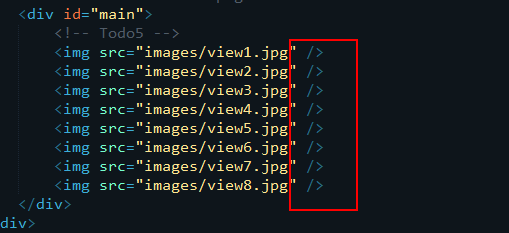 <div id="main">
<!-- Todo5 -->
<img src="images/view1.jpg" />
<img src="images/view2.jpg" />
<img src="images/view3.jpg" />
<img src="images/view4.jpg" />
<img src="images/view5.jpg" />
<img src="images/view6.jpg" />
<img src="images/view7.jpg" />
<img src="images/view8.jpg" />
</div>
div>